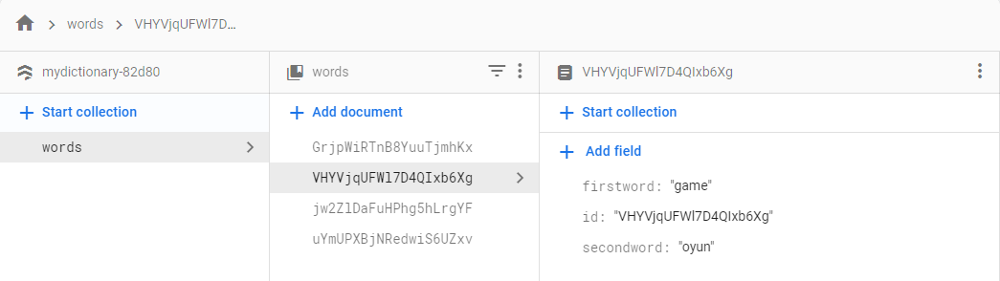 words VHYVjqUFWl7D...
mydictionary-82d80
Start collection
words
words
Add document
GrjpWiRTnB8YuuTjmhKx
VHYVjqUFWl7D4QIxb6Xg
jw2ZlDaFuHPhg5hLrgYF
uYmUPXBjNRedwiS6UZxv
VHYVjqUFWl7D4QIxb6Xg
Start collection
Add field
firstword: "game"
id: "VHYVjqUFWl7D4QIxb6Xg"
secondword: "oyun"